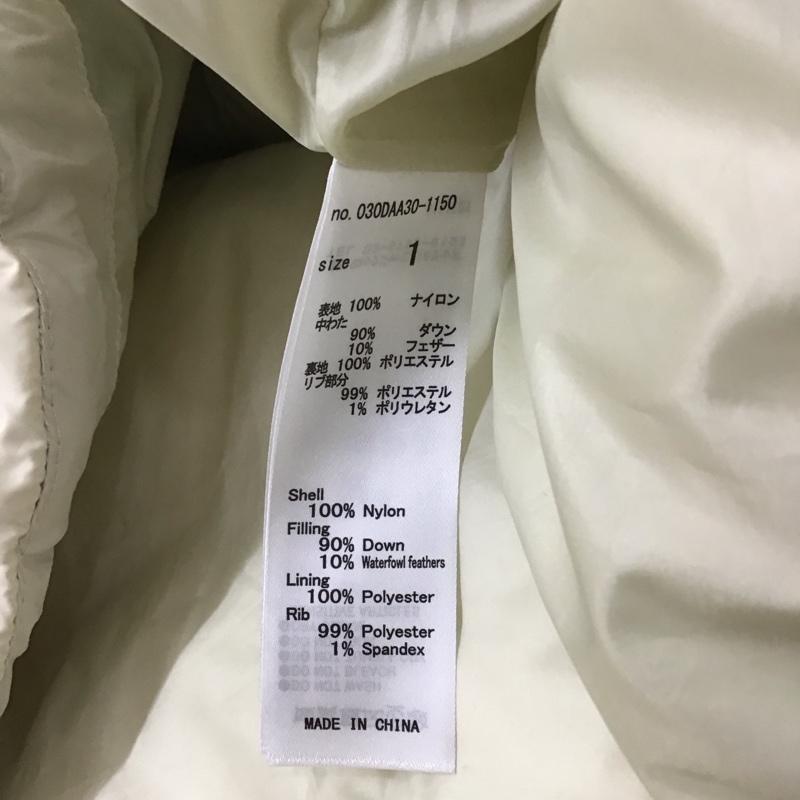 no. 030DAA30-1150
size 1
表地 100% ナイロン
中わた
90% ダウン
10% フェザー
裏地 100% ポリエステル
リブ部分
99% ポリエステル
1% ポリウレタン
Shell
100% Nylon
Filling
90% Down
10% Waterfowl feathers
Lining
100% Polyester
Rib
99% Polyester
1% Spandex
MADE IN CHINA